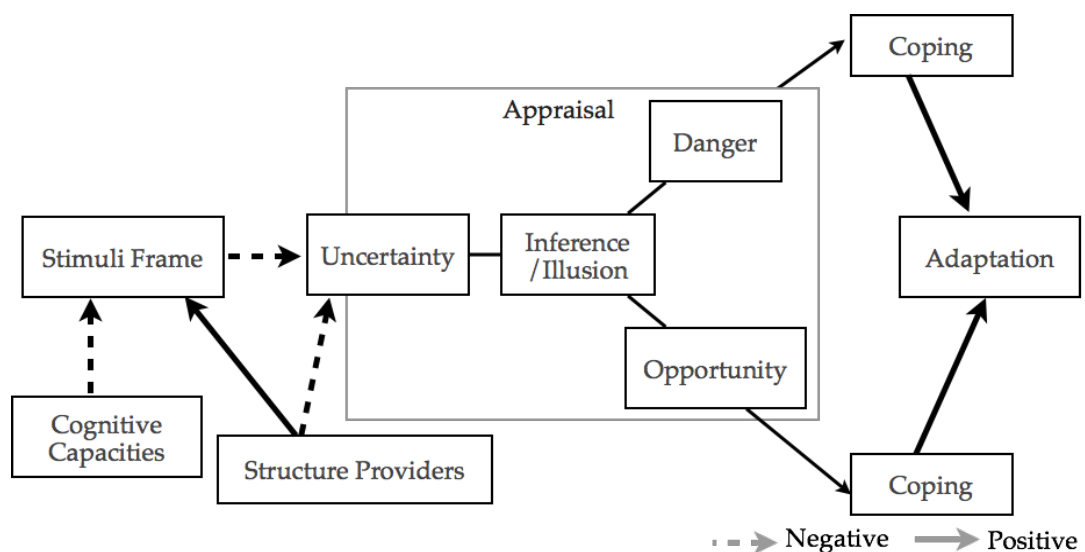 Coping
Appraisal
Danger
Stimuli Frame
Uncertainty
Inference
/Illusion
Adaptation
Opportunity
Cognitive
Capacities
Structure Providers
Coping
Negative
Positive